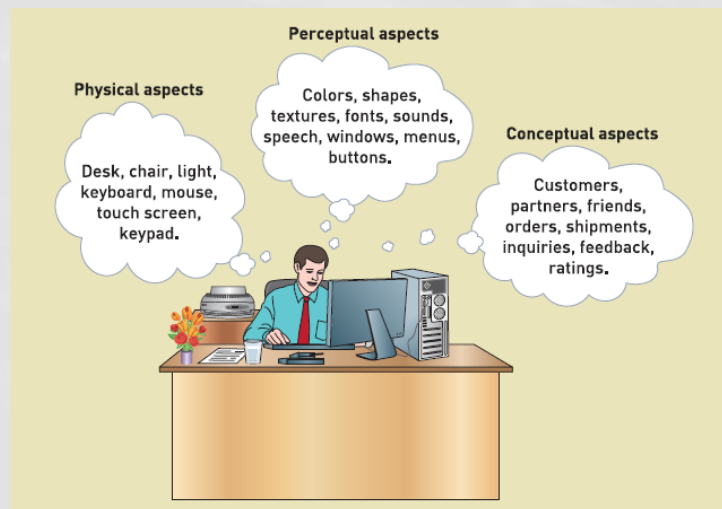 Perceptual aspects
Colors, shapes,
textures, fonts, sounds,
speech, windows, menus,
buttons.
Physical aspects
Desk, chair, light,
keyboard, mouse,
touch screen,
keypad.
Conceptual aspects
Customers,
partners, friends,
orders, shipments,
inquiries, feedback,
ratings.